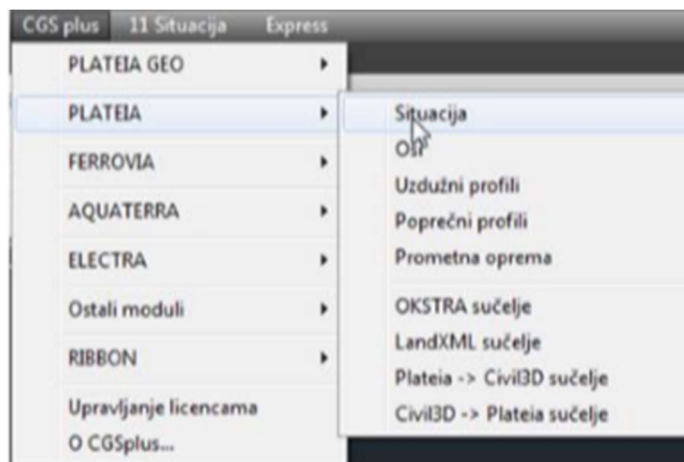 CGS plus 11 Situacija Express
PLATEIA GEO
PLATEIA
FERROVIA
AQUATERRA
ELECTRA
Ostali moduli
RIBBON
Upravljanje licencama
O CGSplus...
Situacija
Osi
Uzdužni profili
Poprečni profili
Prometna oprema
OKSTRA sučelje
LandXML sučelje
Plateia -> Civil3D sučelje
Civil3D -> Plateia sučelje